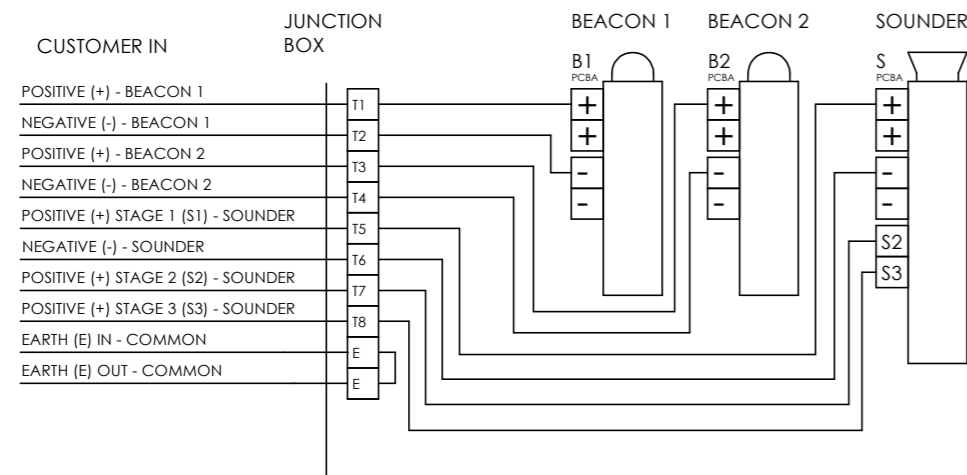 JUNCTION
BOX
BEACON 1
BEACON 2
SOUNDER
CUSTOMER IN
B1
PCBA
B2
PCBA
S
PCBA
POSITIVE (+) - BEACON 1
T1
+
+
+
NEGATIVE (-) - BEACON 1
T2
+
+
+
POSITIVE (+) - BEACON 2
T3
-
-
-
NEGATIVE (-) - BEACON 2
T4
-
-
-
POSITIVE (+) STAGE 1 (S1) - SOUNDER
T5
S2
NEGATIVE (-) - SOUNDER
T6
S3
POSITIVE (+) STAGE 2 (S2) - SOUNDER
T7
POSITIVE (+) STAGE 3 (S3) - SOUNDER
T8
EARTH (E) IN - COMMON
E
EARTH (E) OUT - COMMON
E